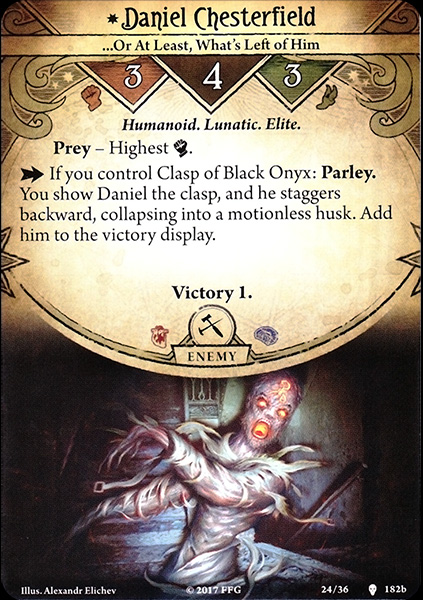 Daniel Chesterfield
...Or At Least, What's Left of Him
3 4 3
Humanoid. Lunatic. Elite.
Prey – Highest .
If you control Clasp of Black Onyx: Parley.
You show Daniel the clasp, and he staggers
backward, collapsing into a motionless husk. Add
him to the victory display.
Victory 1.
ENEMY
Illus. Alexandr Elichev © 2017 FFG 24/36 182b